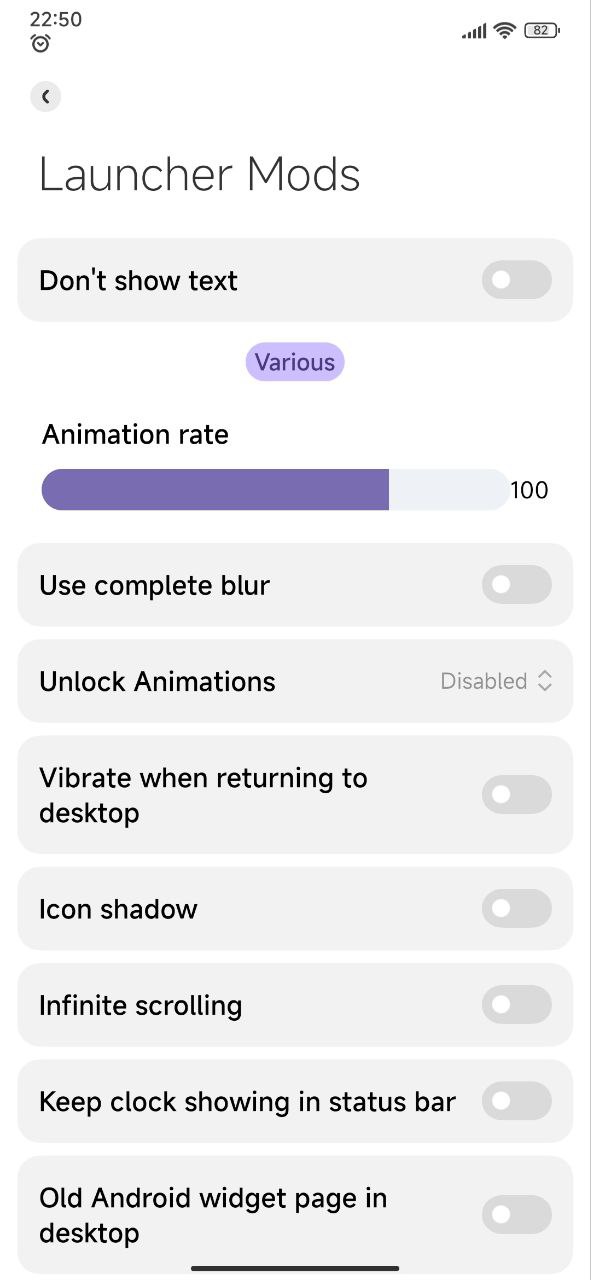 22:50
82
Launcher Mods
Don't show text
Various
Animation rate
100
Use complete blur
Unlock Animations
Disabled
Vibrate when returning to
desktop
Icon shadow
Infinite scrolling
Keep clock showing in status bar
Old Android widget page in
desktop